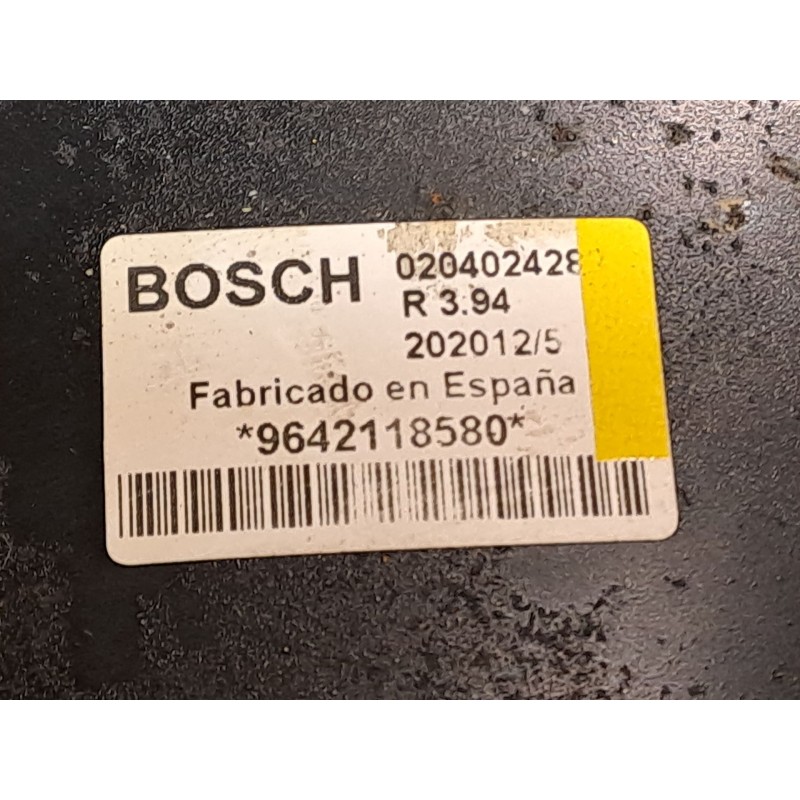 BOSCH
020402428
R 3.94
202012/5
Fabricado en España
*9642118580*